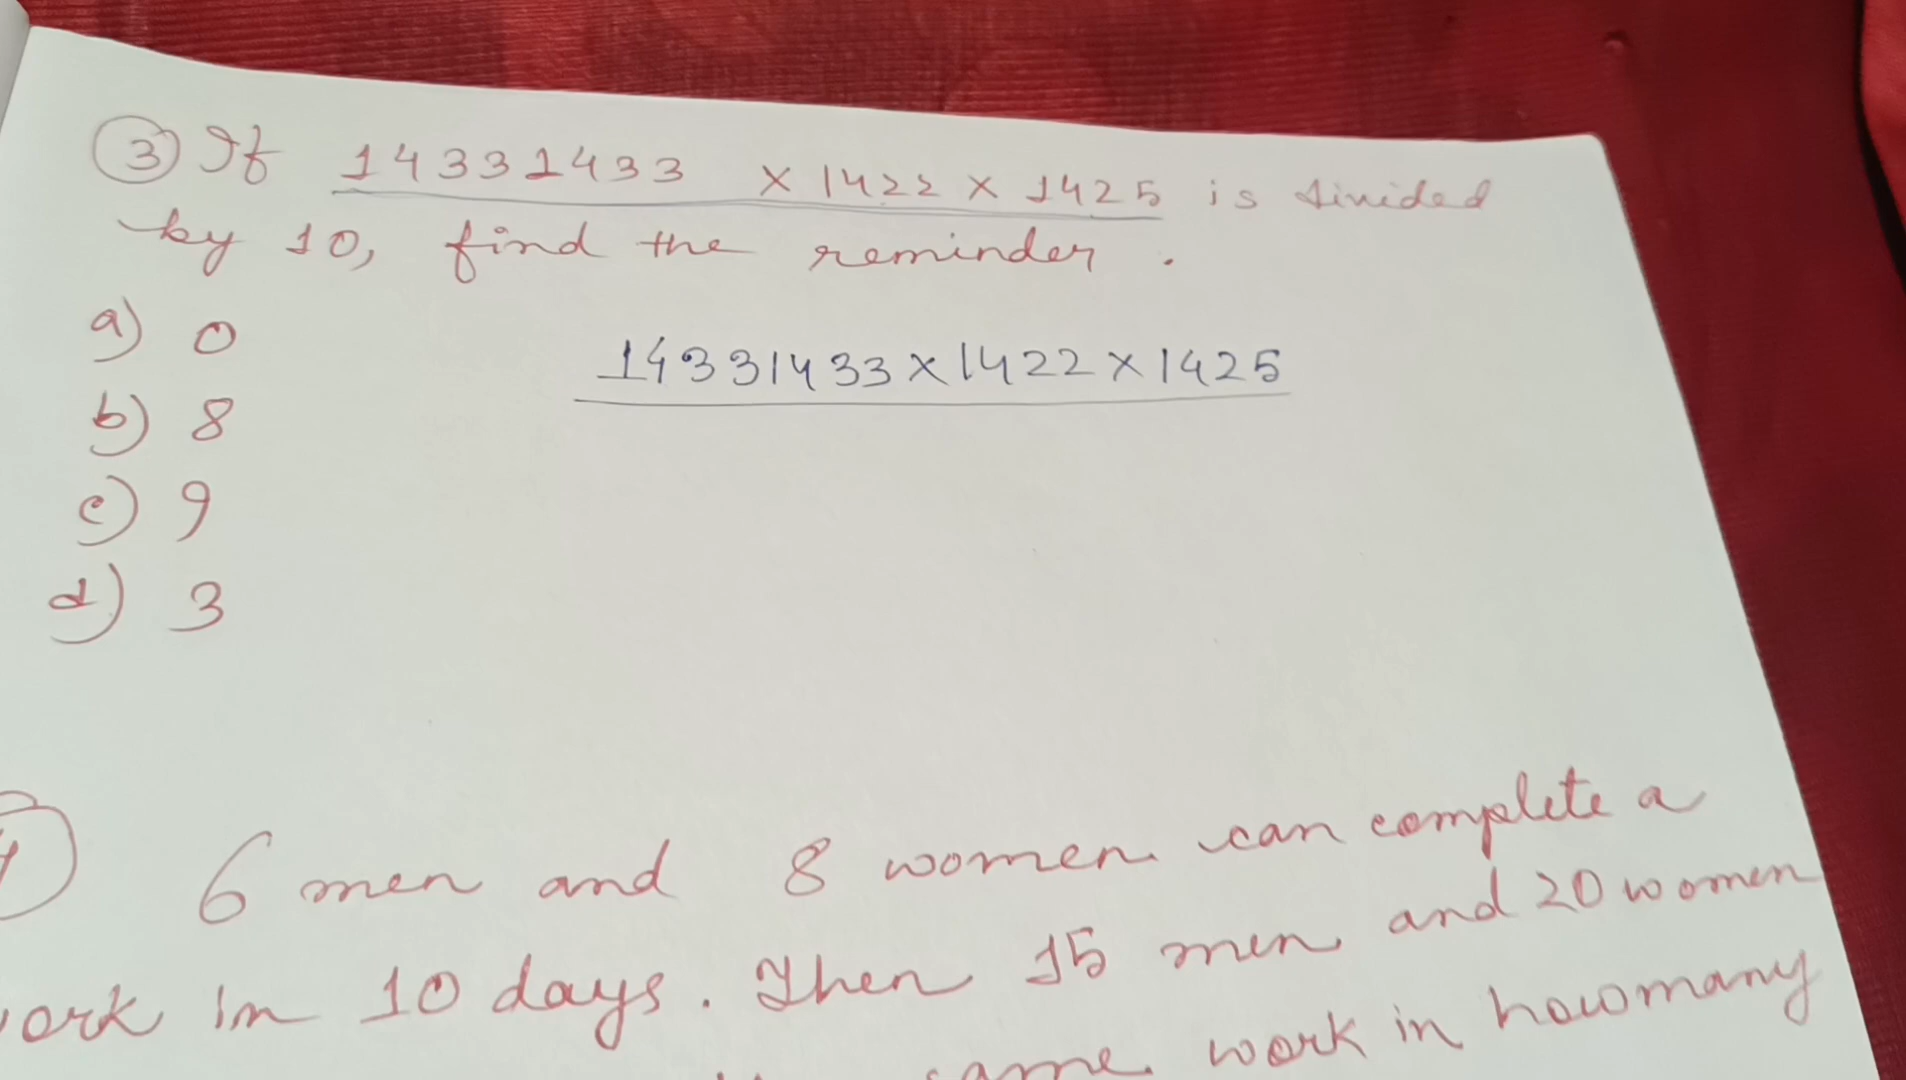 3 If 14331433 × 1422 × 1425 is divided
by 10, find the reminder.
a) 0
b) 8
c) 9
d) 3
14331433×1422×1425
6 men and 8 women can complete a
work in 10 days. Then 15 men and 20 women
same work in howmany